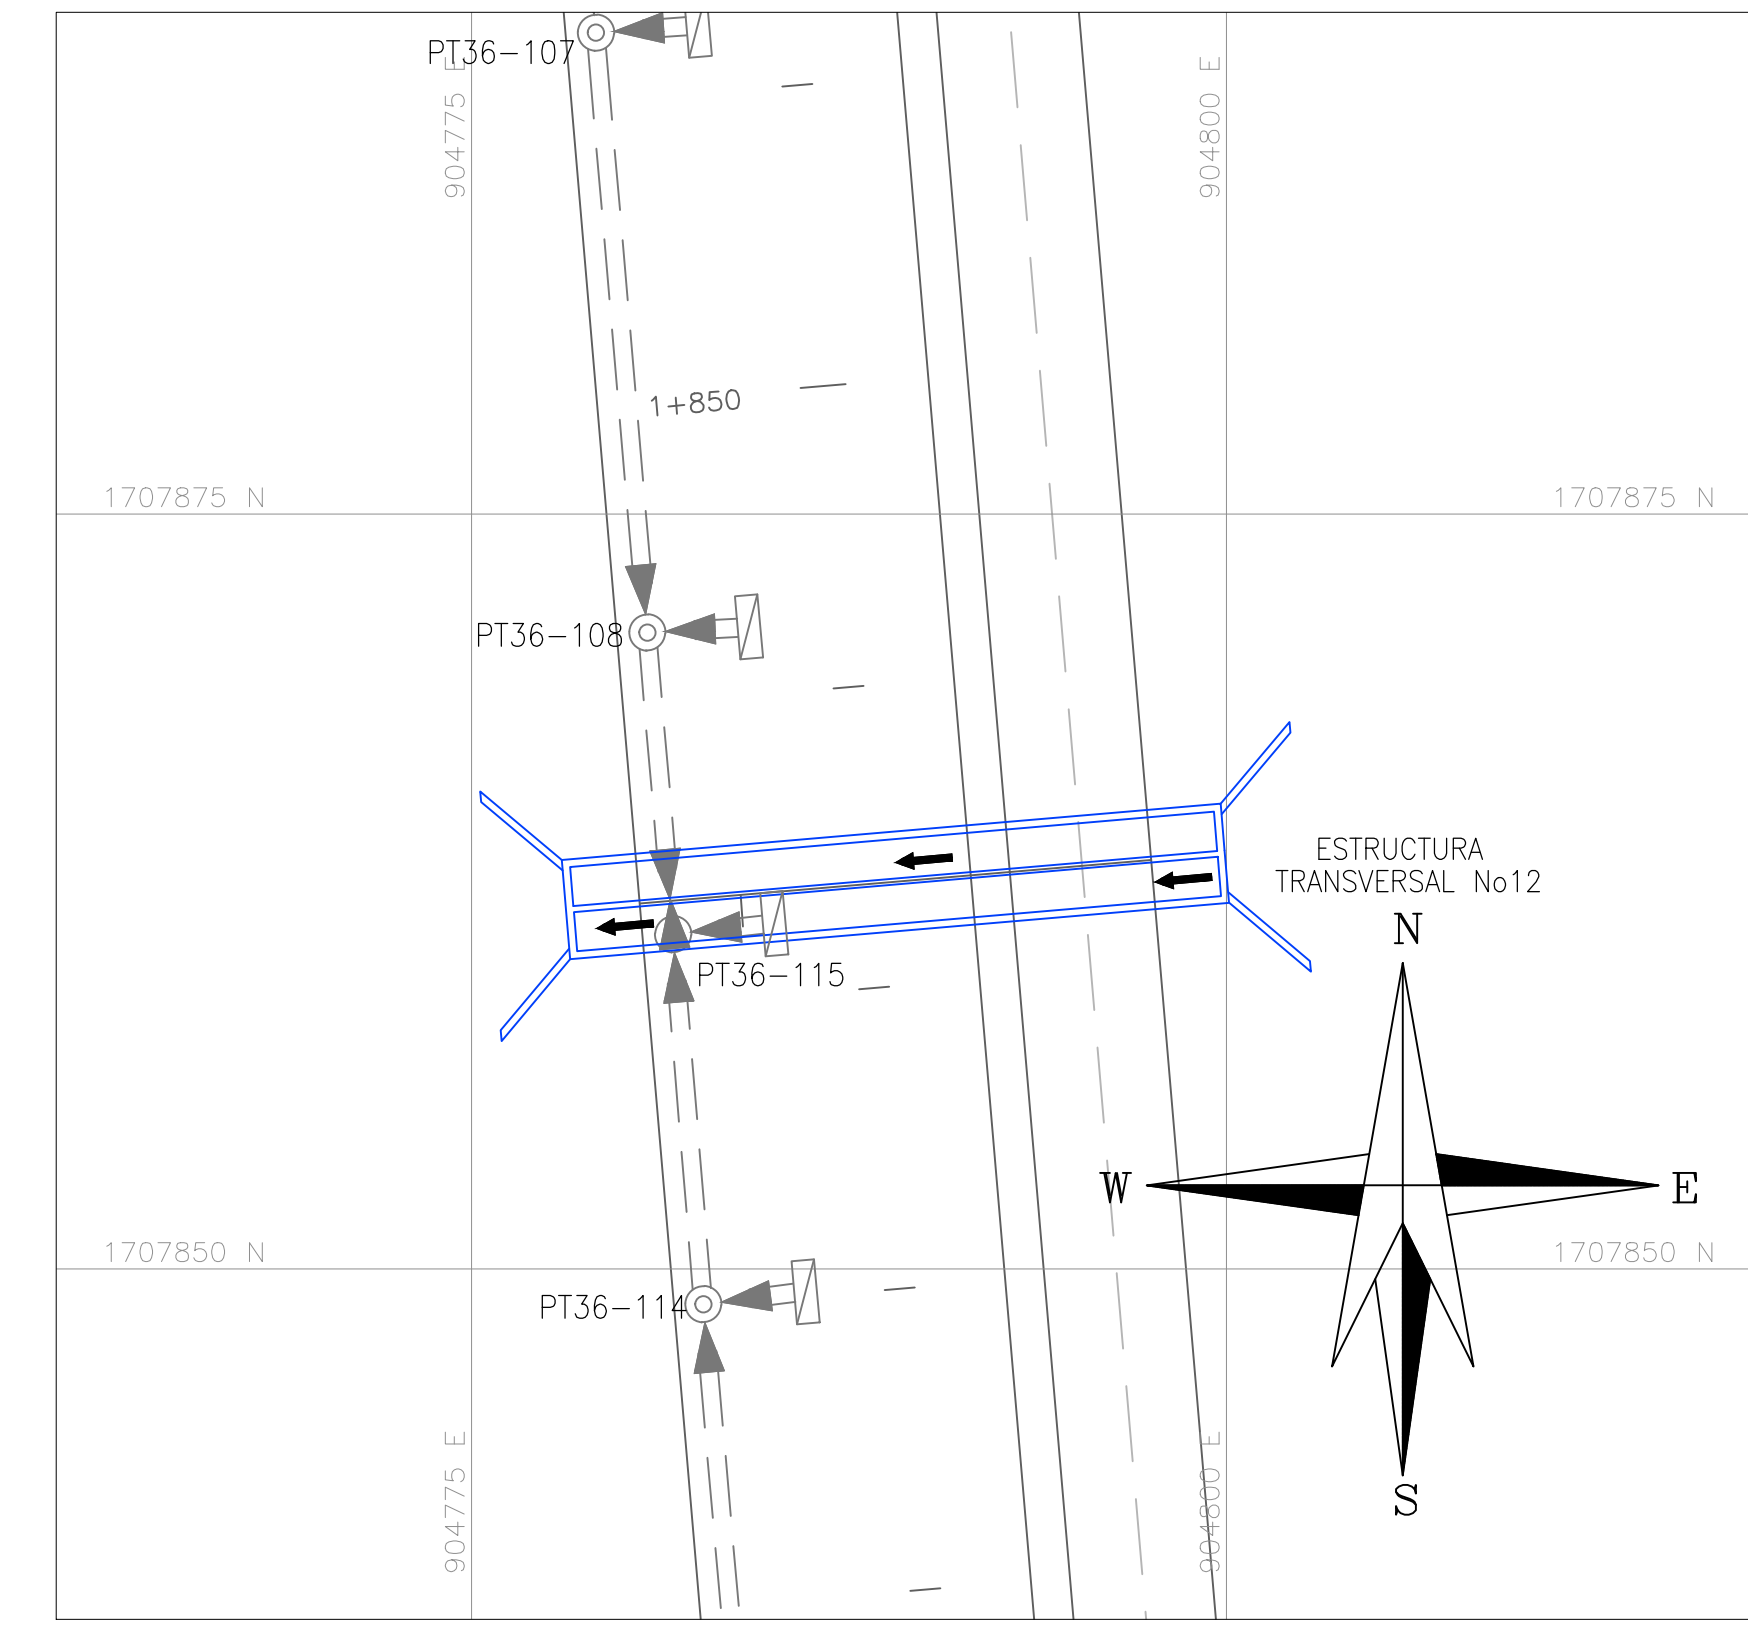 PT36-107
904775 E
904800 E
1+850
1707875 N
1707875 N
PT36-108
ESTRUCTURA
TRANSVERSAL No12
N
PT36-115
W
E
1707850 N
1707850 N
PT36-114
904775 E
904800 E
S